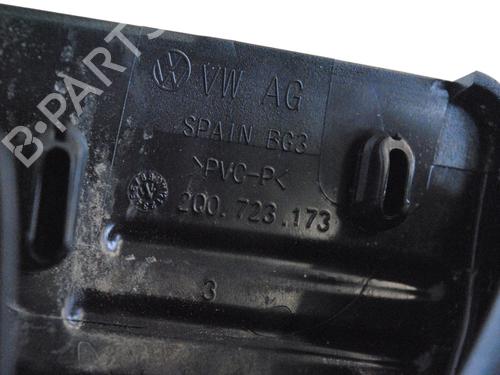 VW AG
SPAIN BG3
>PVC-P<
2Q0.723.173
3
B-PARTS